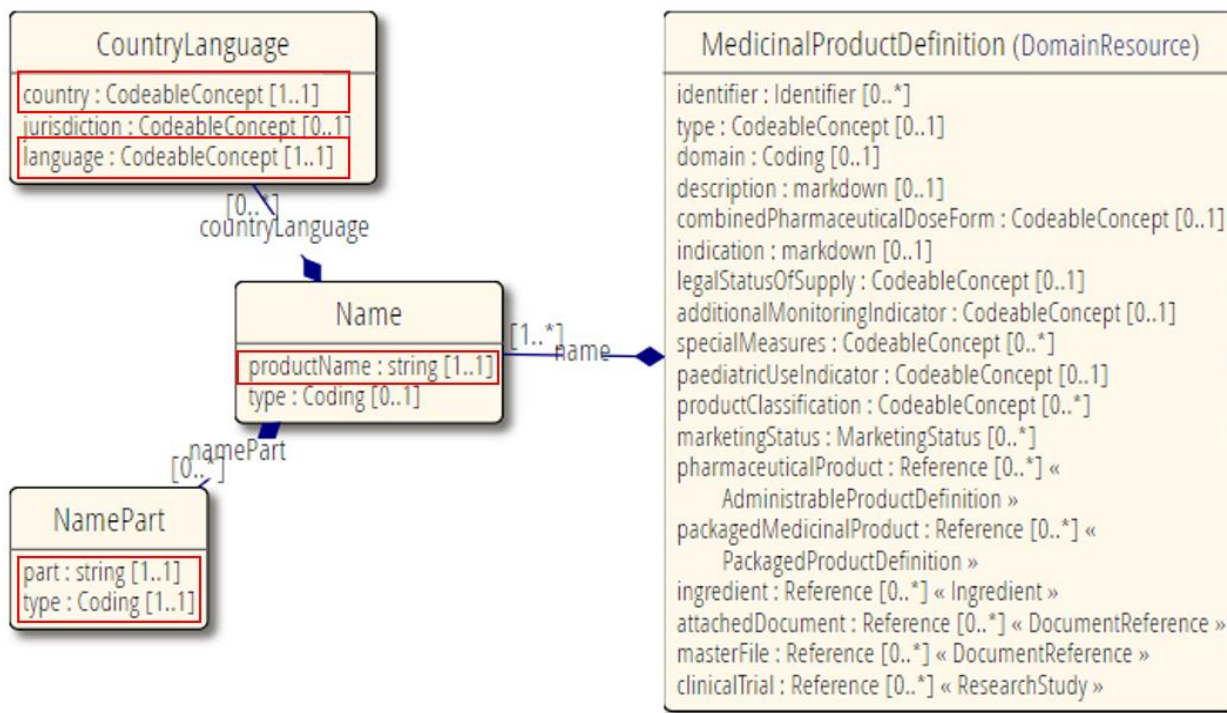 CountryLanguage
country : CodeableConcept [1..1]
jurisdiction : CodeableConcept [0..1]
language : CodeableConcept [1..1]
[0..*]
countryLanguage
Name
productName : string [1..1]
type : Coding [0..1]
[1..*]
name
namePart
[0..*]
NamePart
part : string [1..1]
type : Coding [1..1]
MedicinalProductDefinition (DomainResource)
identifier : Identifier [0..*]
type : CodeableConcept [0..1]
domain : Coding [0..1]
description : markdown [0..1]
combinedPharmaceuticalDoseForm : CodeableConcept [0..1]
indication : markdown [0..1]
legalStatusOfSupply : CodeableConcept [0..1]
additionalMonitoringIndicator : CodeableConcept [0..1]
specialMeasures : CodeableConcept [0..*]
paediatricUseIndicator : CodeableConcept [0..1]
productClassification : CodeableConcept [0..*]
marketingStatus : MarketingStatus [0..*]
pharmaceuticalProduct : Reference [0..*] «
AdministrableProductDefinition »
packagedMedicinalProduct : Reference [0..*] «
PackagedProductDefinition »
ingredient : Reference [0..*] « Ingredient »
attachedDocument : Reference [0..*] « DocumentReference »
masterFile : Reference [0..*] « DocumentReference »
clinicalTrial : Reference [0..*] « ResearchStudy »